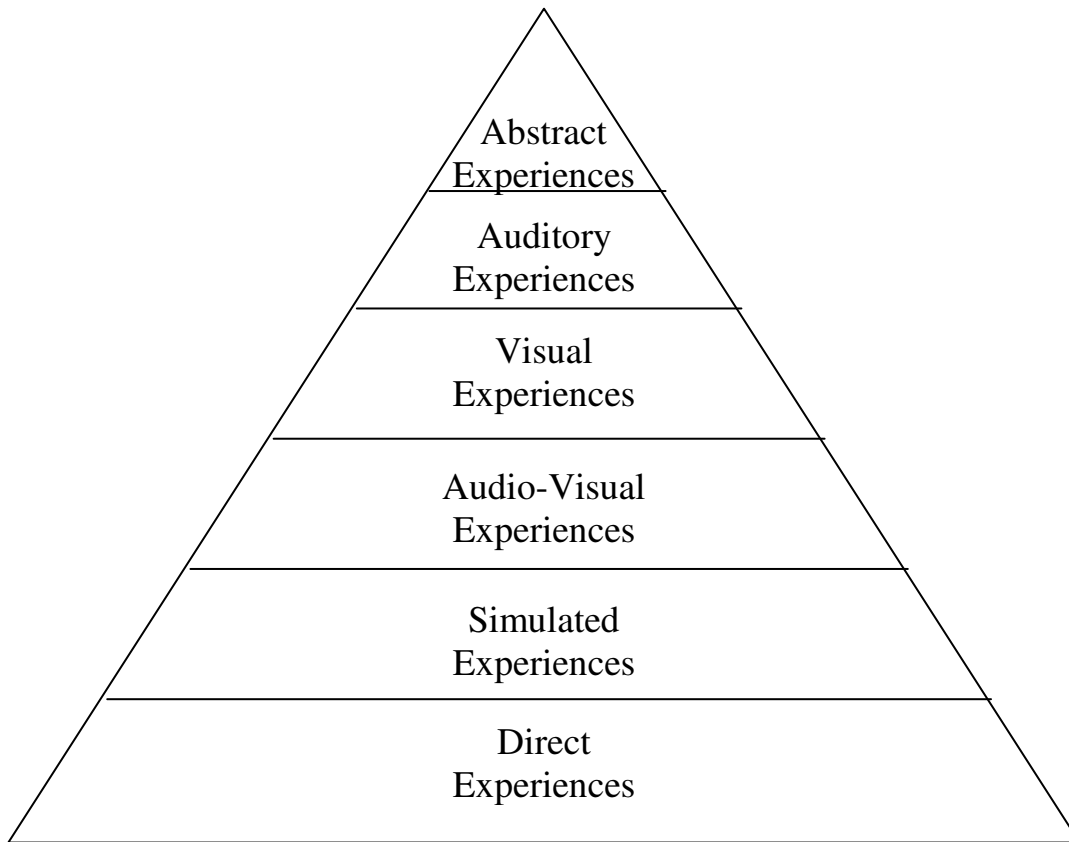 Abstract
Experiences
Auditory
Experiences
Visual
Experiences
Audio-Visual
Experiences
Simulated
Experiences
Direct
Experiences